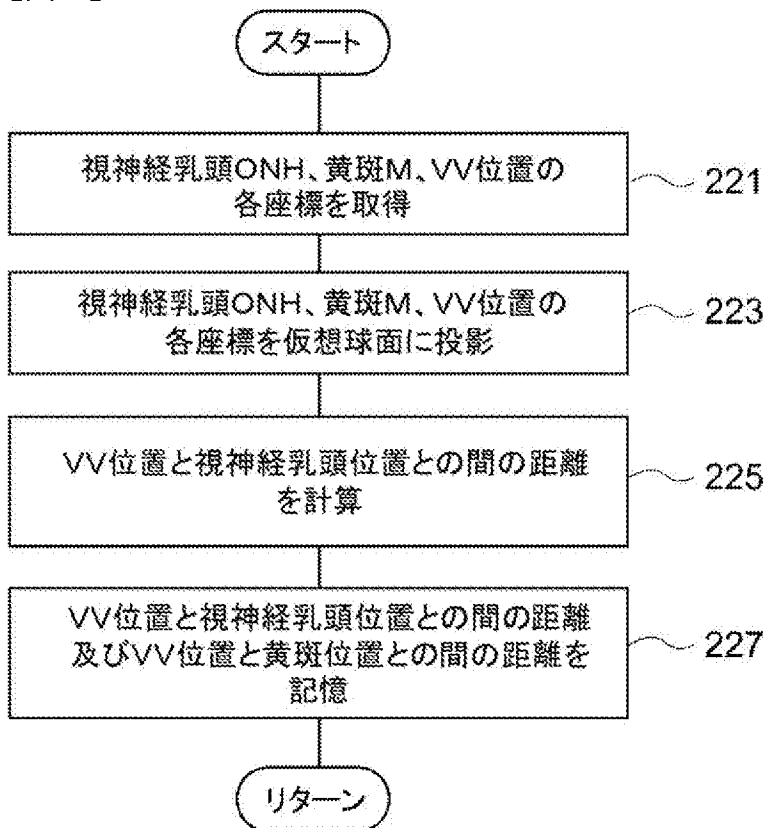 スタート
視神経乳頭ONH、黄斑M、VV位置の
各座標を取得
221
視神経乳頭ONH、黄斑M、VV位置の
各座標を仮想球面に投影
223
VV位置と視神経乳頭位置との間の距離
を計算
225
VV位置と視神経乳頭位置との間の距離
及びVV位置と黄斑位置との間の距離を
記憶
227
リターン